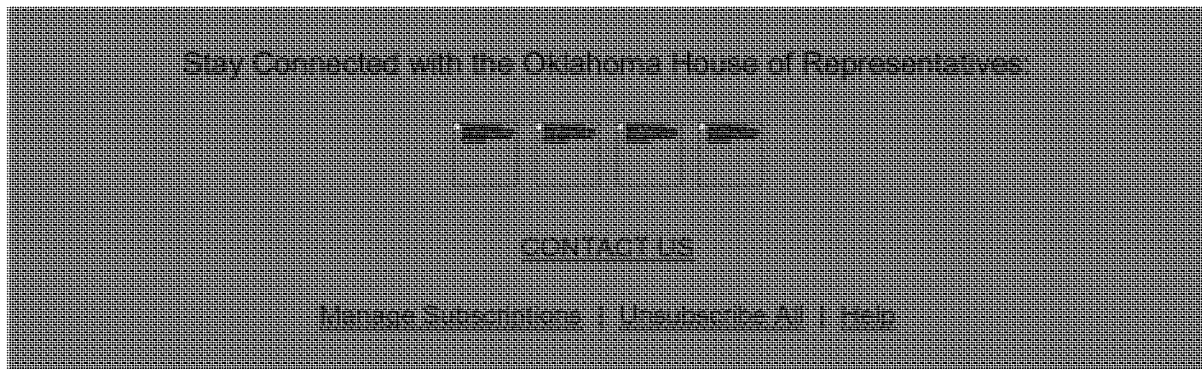 Stay Connected with the Oklahoma House of Representatives:
CONTACT US
Manage Subscriptions | Unsubscribe All | Help